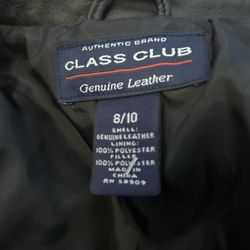 AUTHENTIC BRAND
CLASS CLUB
Genuine Leather
8/10
SHELL:
GENUINE LEATHER
LINING:
100% POLYESTER
FILLER
100% POLYESTER
MADE IN
CHINA
RN 58909